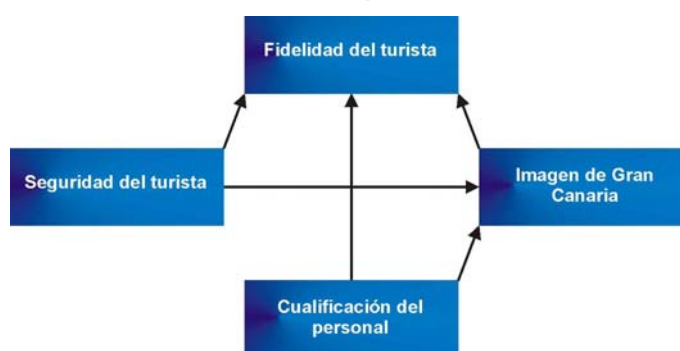 Fidelidad del turista
Seguridad del turista
Imagen de Gran
Canaria
Cualificación del
personal